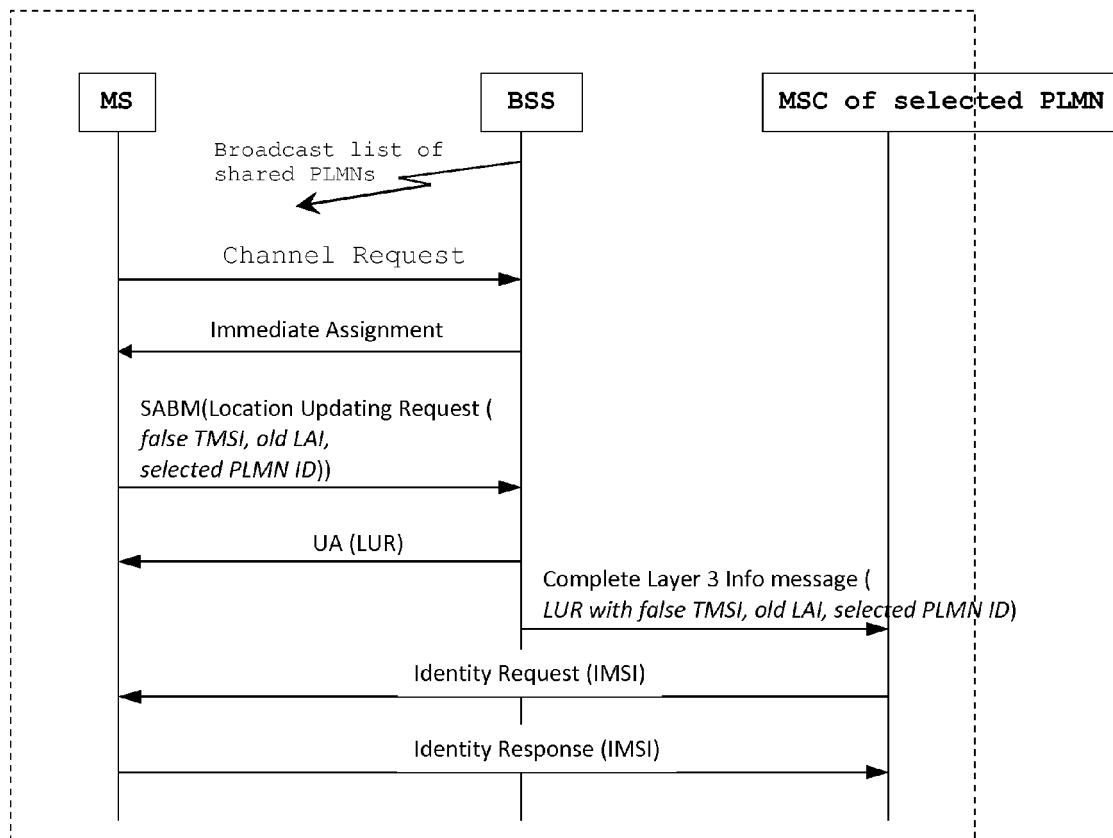 MS
BSS
MSC of selected PLMN
Broadcast list of
shared PLMNs
Channel Request
Immediate Assignment
SABM(Location Updating Request (
false TMSI, old LAI,
selected PLMN ID))
UA (LUR)
Complete Layer 3 Info message (
LUR with false TMSI, old LAI, selected PLMN ID)
Identity Request (IMSI)
Identity Response (IMSI)